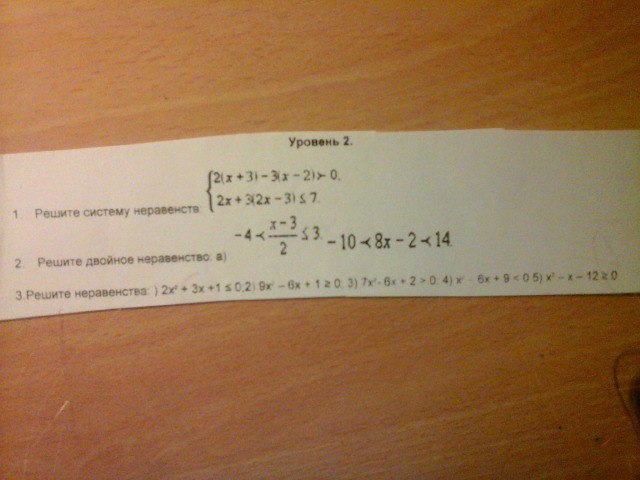 Уровень 2.
2(x + 3) – 3(x – 2) > 0.
1. Решите систему неравенств:
2x + 3(2x – 3) ≤ 7.
2. Решите двойное неравенство: а) -4 < (x – 3)/2 ≤ 3. – 10 < 8x – 2 < 14.
3.Решите неравенства: ) 2x² + 3x +1 ≤ 0,2) 9x² – 6x + 1 ≥ 0. 3) 7x²- 6x + 2 > 0. 4) x² - 6x + 9 < 0 5) x² – x – 12 ≥ 0